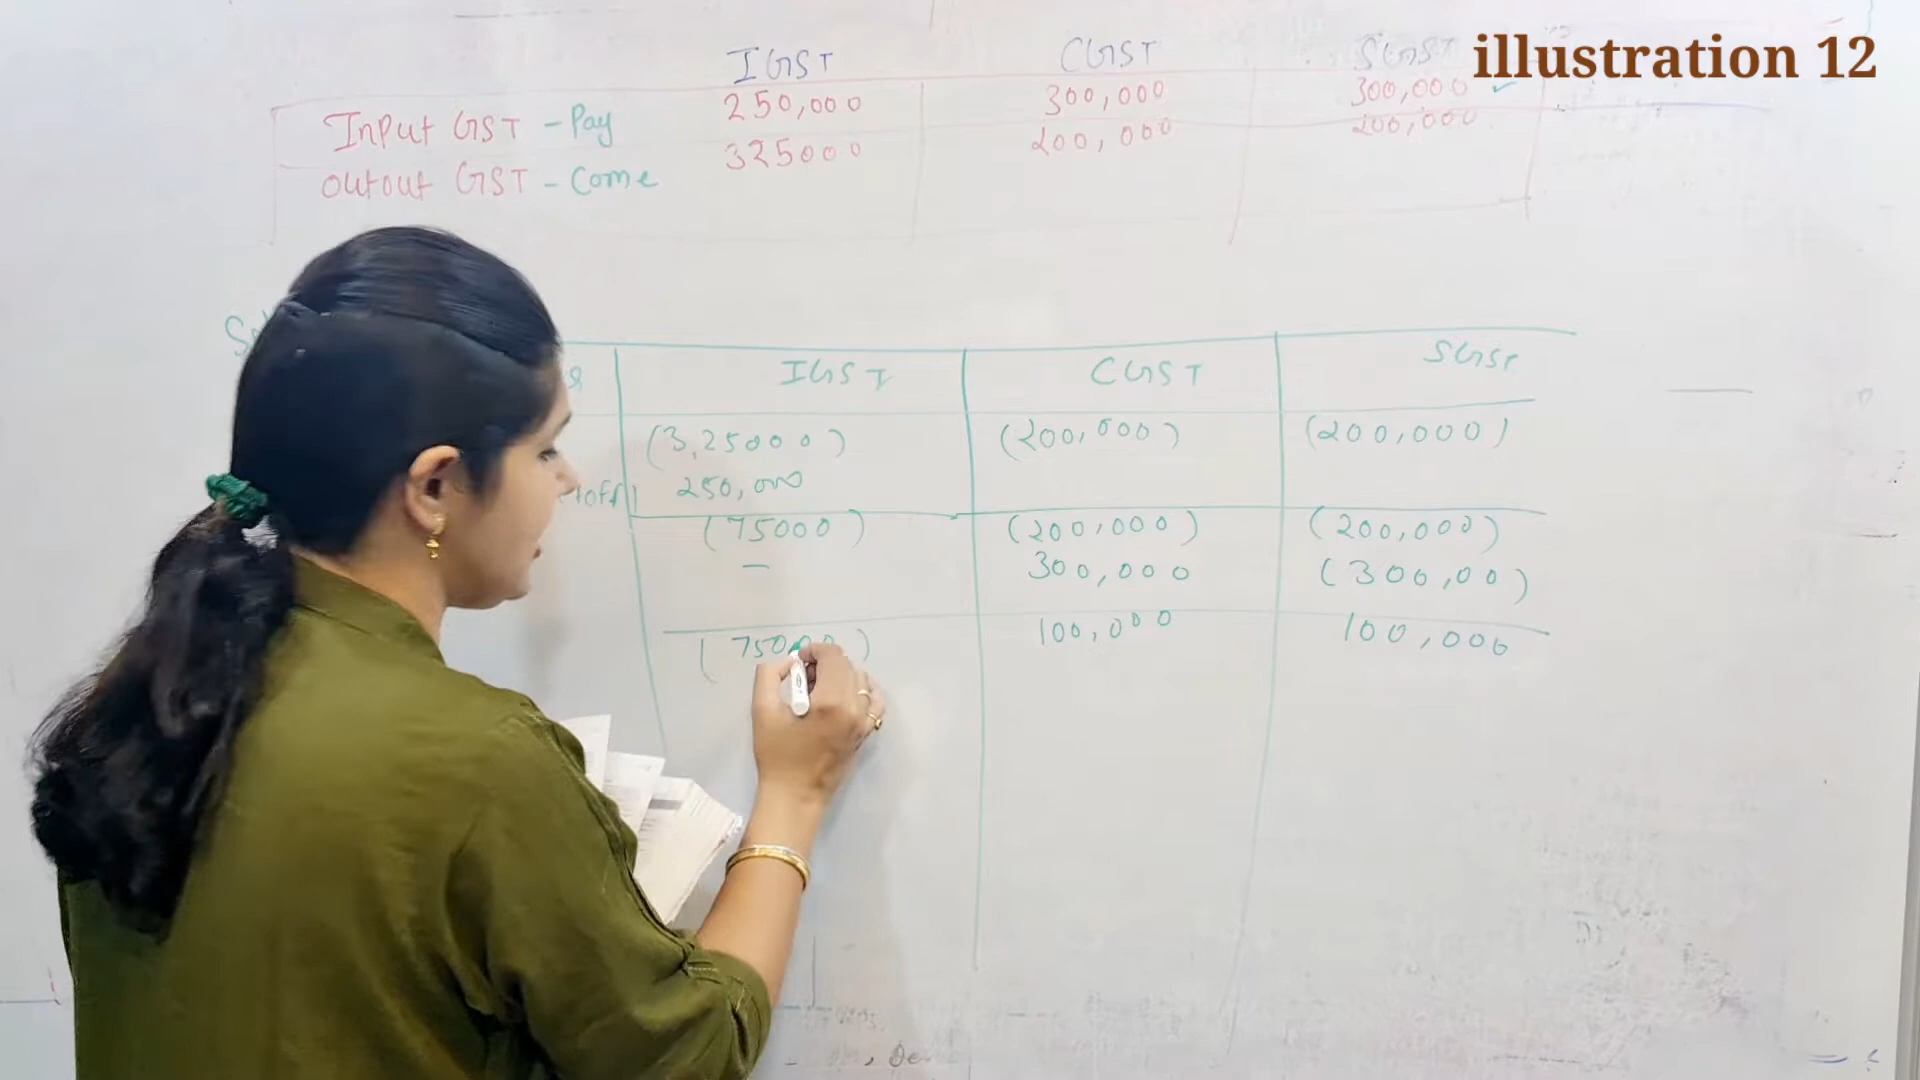 illustration 12
IGST CGST SGST
Input GST - Pay 250,000 300,000 300,000 ✓
outout GST - Come 325000 200,000 200,000
IGST CGST SGST
(3,25000) (200,000) (200,000)
250,000
(75000) (200,000) (200,000)
- 300,000 (300,00)
(75000) 100,000 100,000